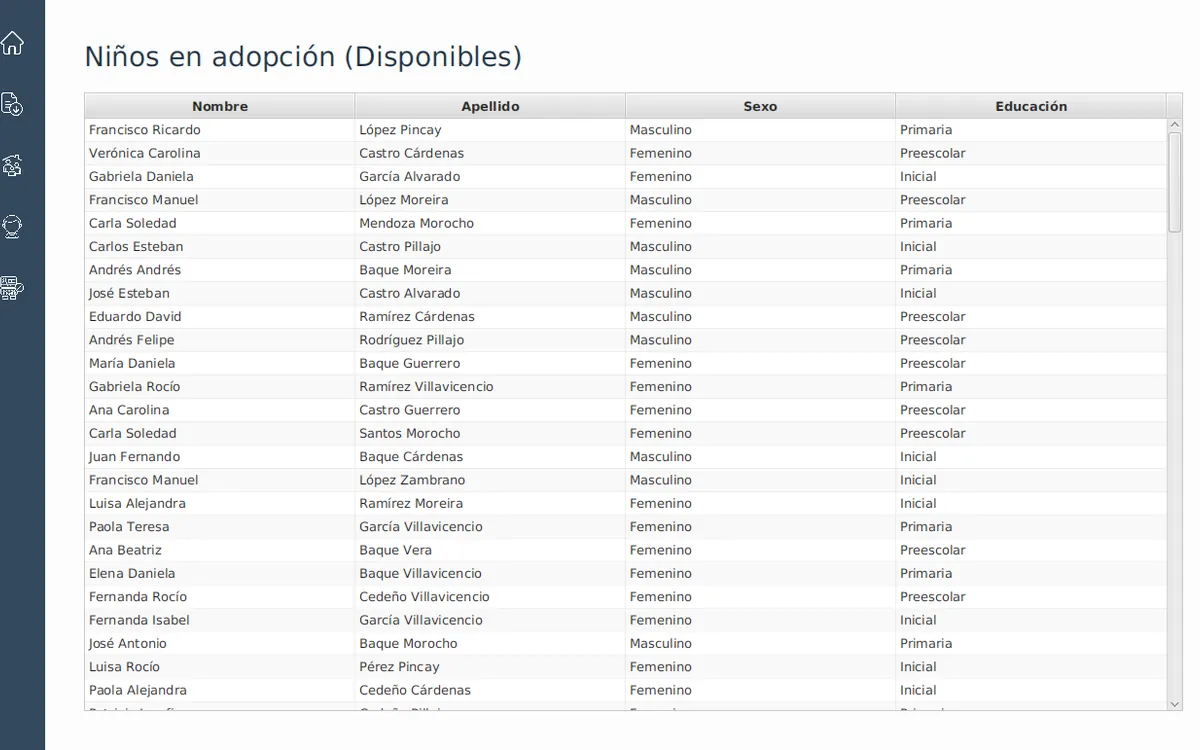 Niños en adopción (Disponibles)
Nombre Apellido Sexo Educación
Francisco Ricardo López Pincay Masculino Primaria
Verónica Carolina Castro Cárdenas Femenino Preescolar
Gabriela Daniela García Alvarado Femenino Inicial
Francisco Manuel López Moreira Masculino Preescolar
Carla Soledad Mendoza Morocho Femenino Primaria
Carlos Esteban Castro Pillajo Masculino Inicial
Andrés Andrés Baque Moreira Masculino Primaria
José Esteban Castro Alvarado Masculino Inicial
Eduardo David Ramírez Cárdenas Masculino Preescolar
Andrés Felipe Rodríguez Pillajo Masculino Preescolar
María Daniela Baque Guerrero Femenino Preescolar
Gabriela Rocío Ramírez Villavicencio Femenino Primaria
Ana Carolina Castro Guerrero Femenino Preescolar
Carla Soledad Santos Morocho Femenino Preescolar
Juan Fernando Baque Cárdenas Masculino Inicial
Francisco Manuel López Zambrano Masculino Inicial
Luisa Alejandra Ramírez Moreira Femenino Inicial
Paola Teresa García Villavicencio Femenino Primaria
Ana Beatriz Baque Vera Femenino Preescolar
Elena Daniela Baque Villavicencio Femenino Primaria
Fernanda Rocío Cedeño Villavicencio Femenino Preescolar
Fernanda Isabel García Villavicencio Femenino Inicial
José Antonio Baque Morocho Masculino Primaria
Luisa Rocío Pérez Pincay Femenino Inicial
Paola Alejandra Cedeño Cárdenas Femenino Inicial